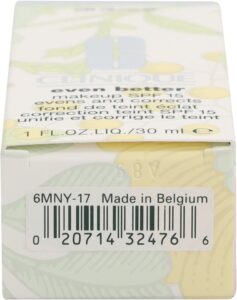 CLINIQUE
even better
makeup SPF 15
evens and corrects
fond de teint éclat
correction teint SPF 15
unifie et corrige le teint
1 FL.OZ.LIQ/30 ml e
6MNY-17 Made in Belgium
0 20714 32476 6